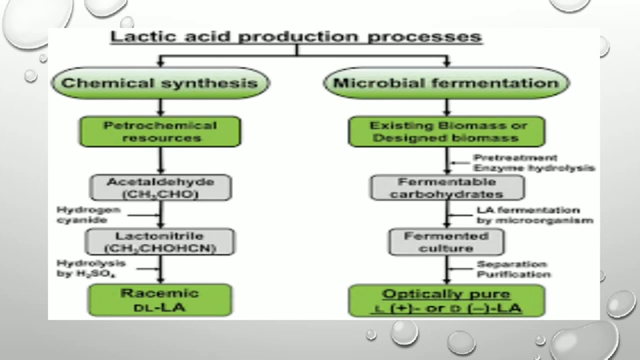 Lactic acid production processes
Chemical synthesis
Petrochemical
resources
Acetaldehyde
(CH₃CHO)
Hydrogen
cyanide
Lactonitrile
(CH₃CHOHCN)
Hydrolysis
by H₂SO₄
Racemic
DL-LA
Microbial fermentation
Existing Biomass or
Designed biomass
Pretreatment
Enzyme hydrolysis
Fermentable
carbohydrates
LA fermentation
by microorganism
Fermented
culture
Separation
Purification
Optically pure
L (+)- or D (–)-LA